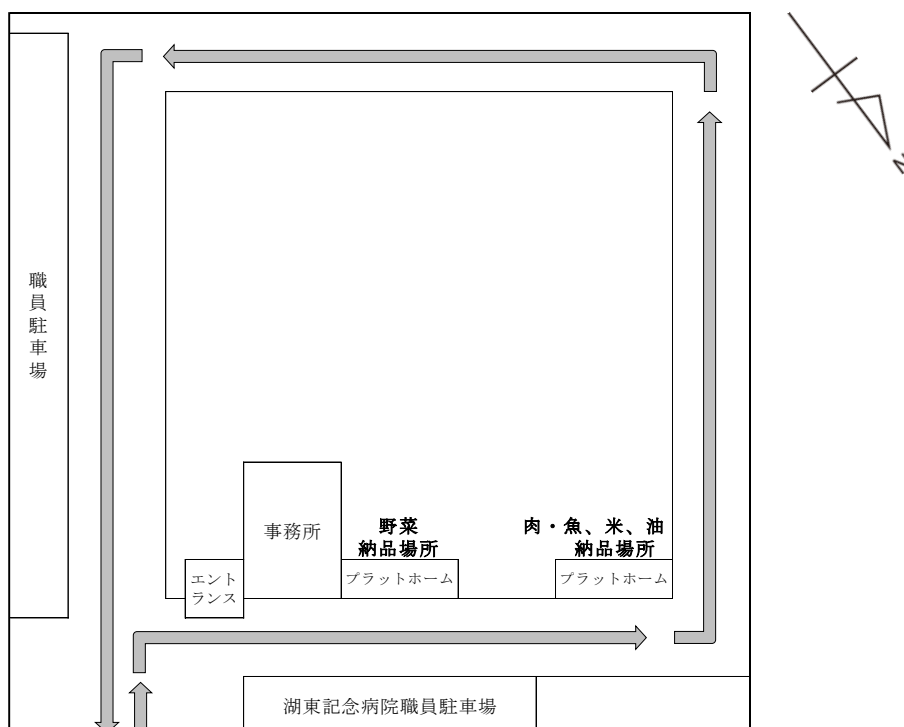 N
職員駐車場
事務所
野菜
納品場所
肉・魚、米、油
納品場所
エント
ランス
プラットホーム
プラットホーム
湖東記念病院職員駐車場